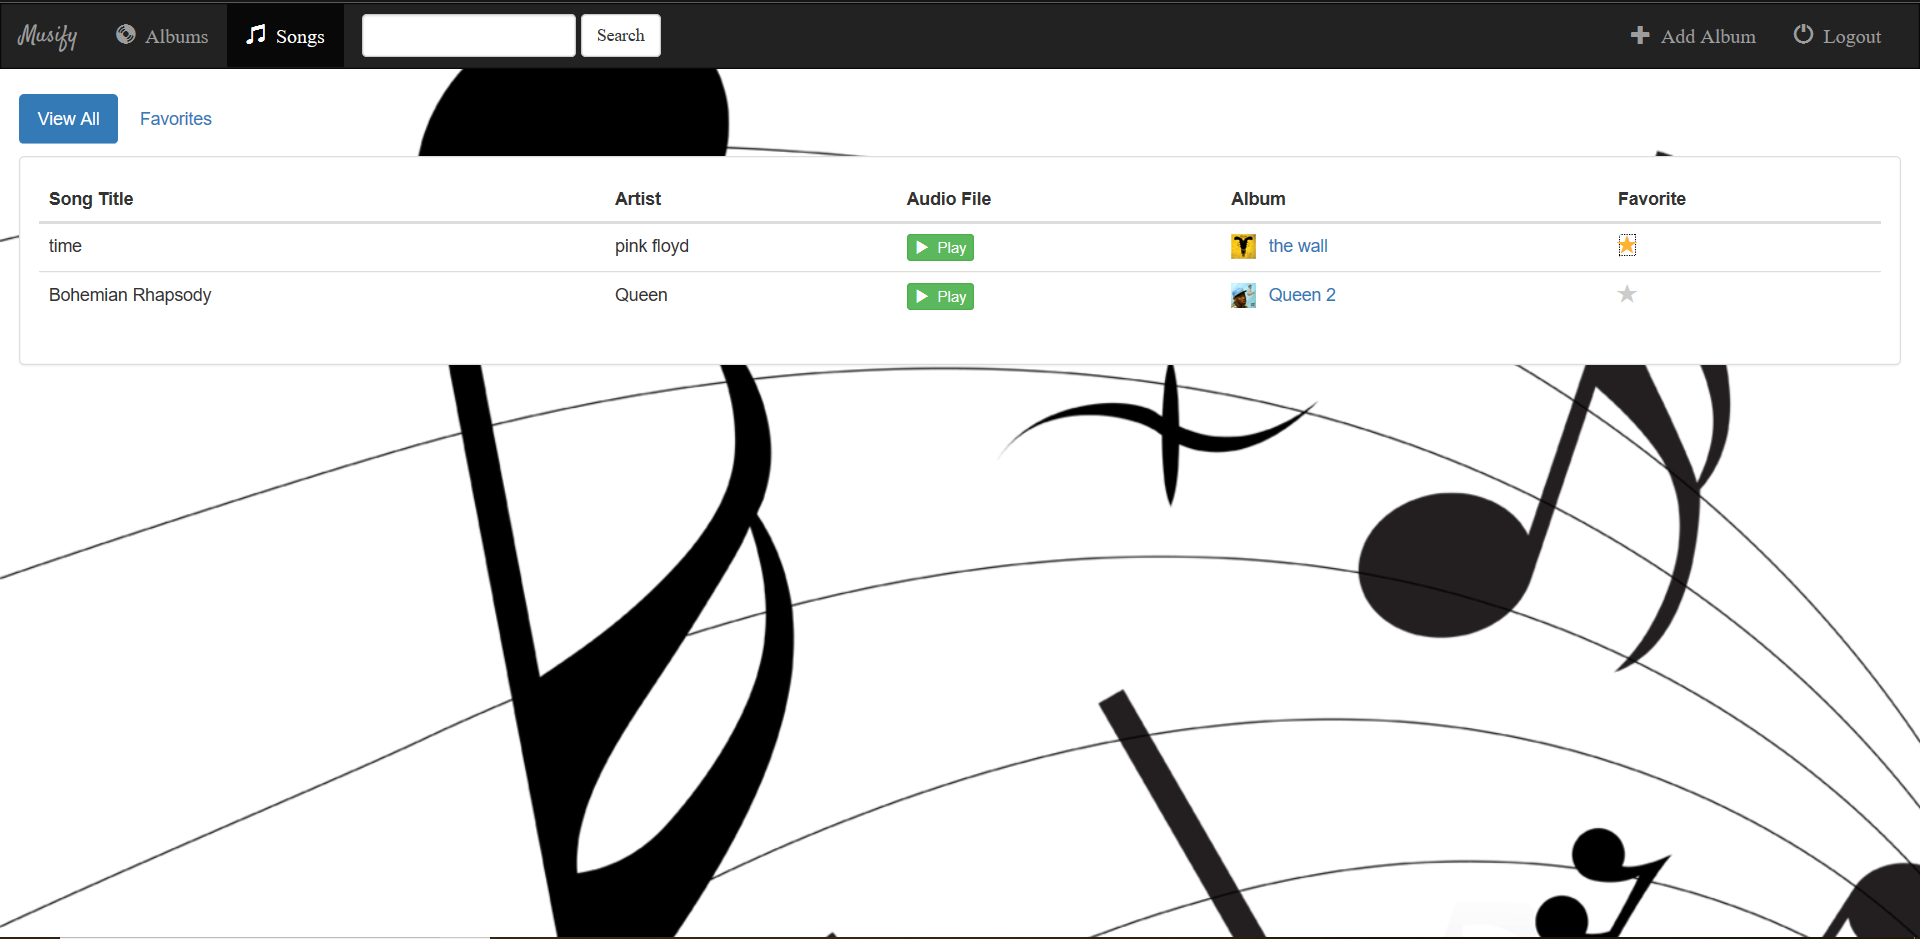 Musify Albums Songs Search Add Album Logout
View All Favorites
Song Title Artist Audio File Album Favorite
time pink floyd Play the wall
Bohemian Rhapsody Queen Play Queen 2